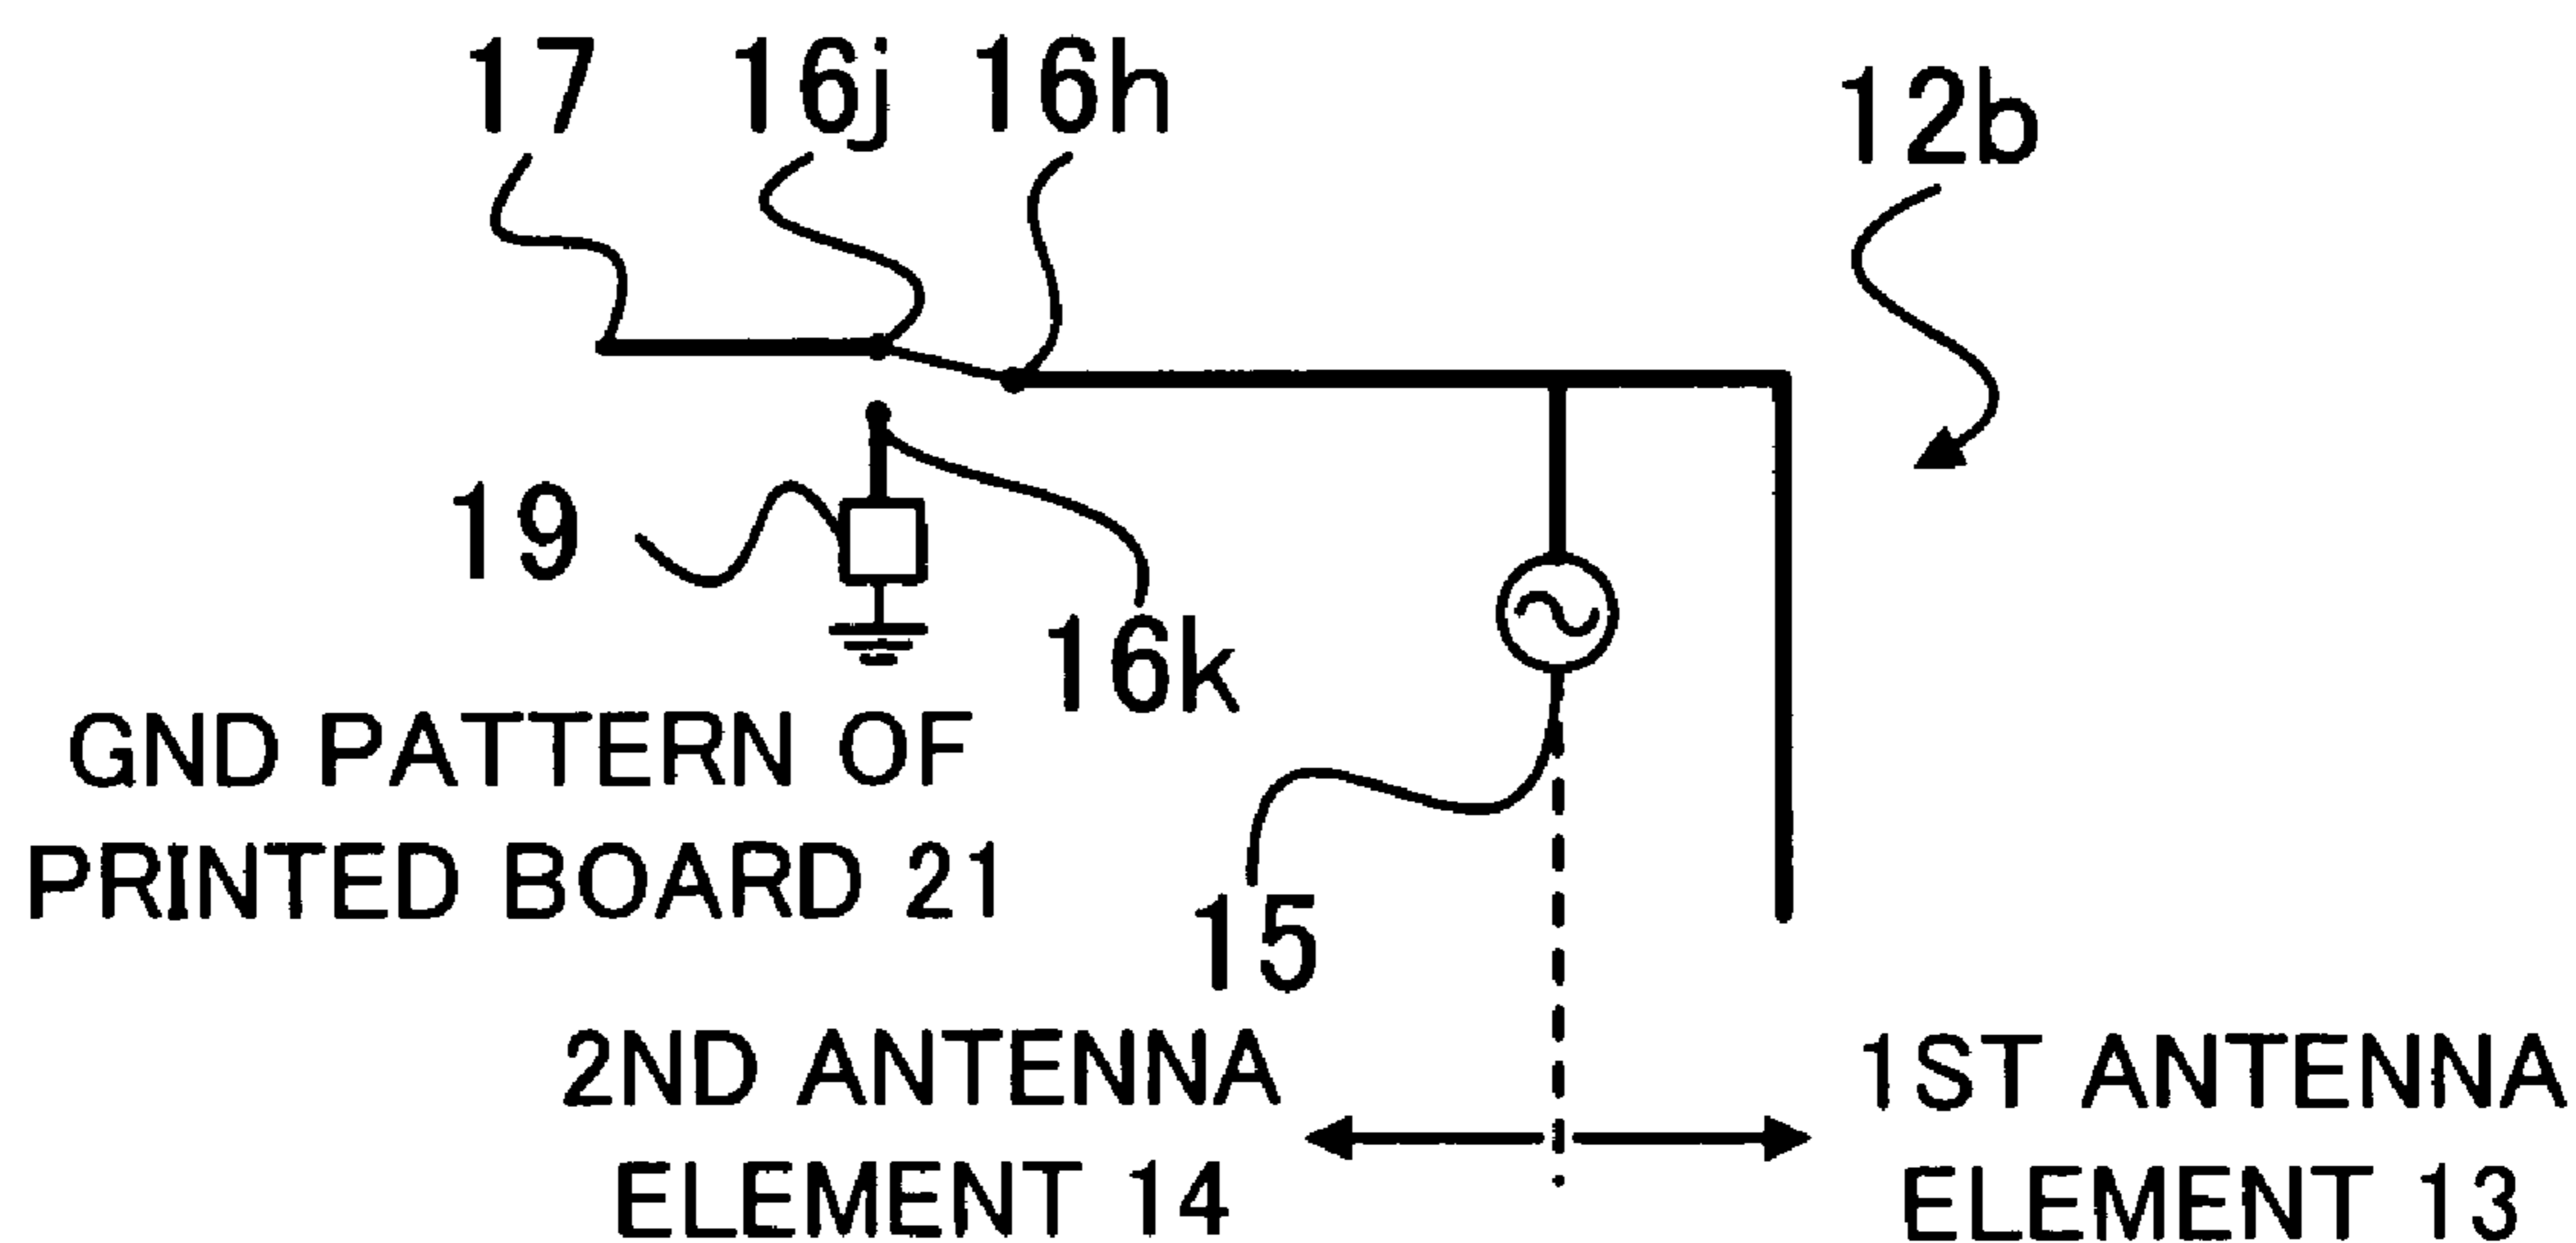 17 16j 16h
12b
19
16k
GND PATTERN OF
PRINTED BOARD 21
15
2ND ANTENNA
ELEMENT 14
1ST ANTENNA
ELEMENT 13